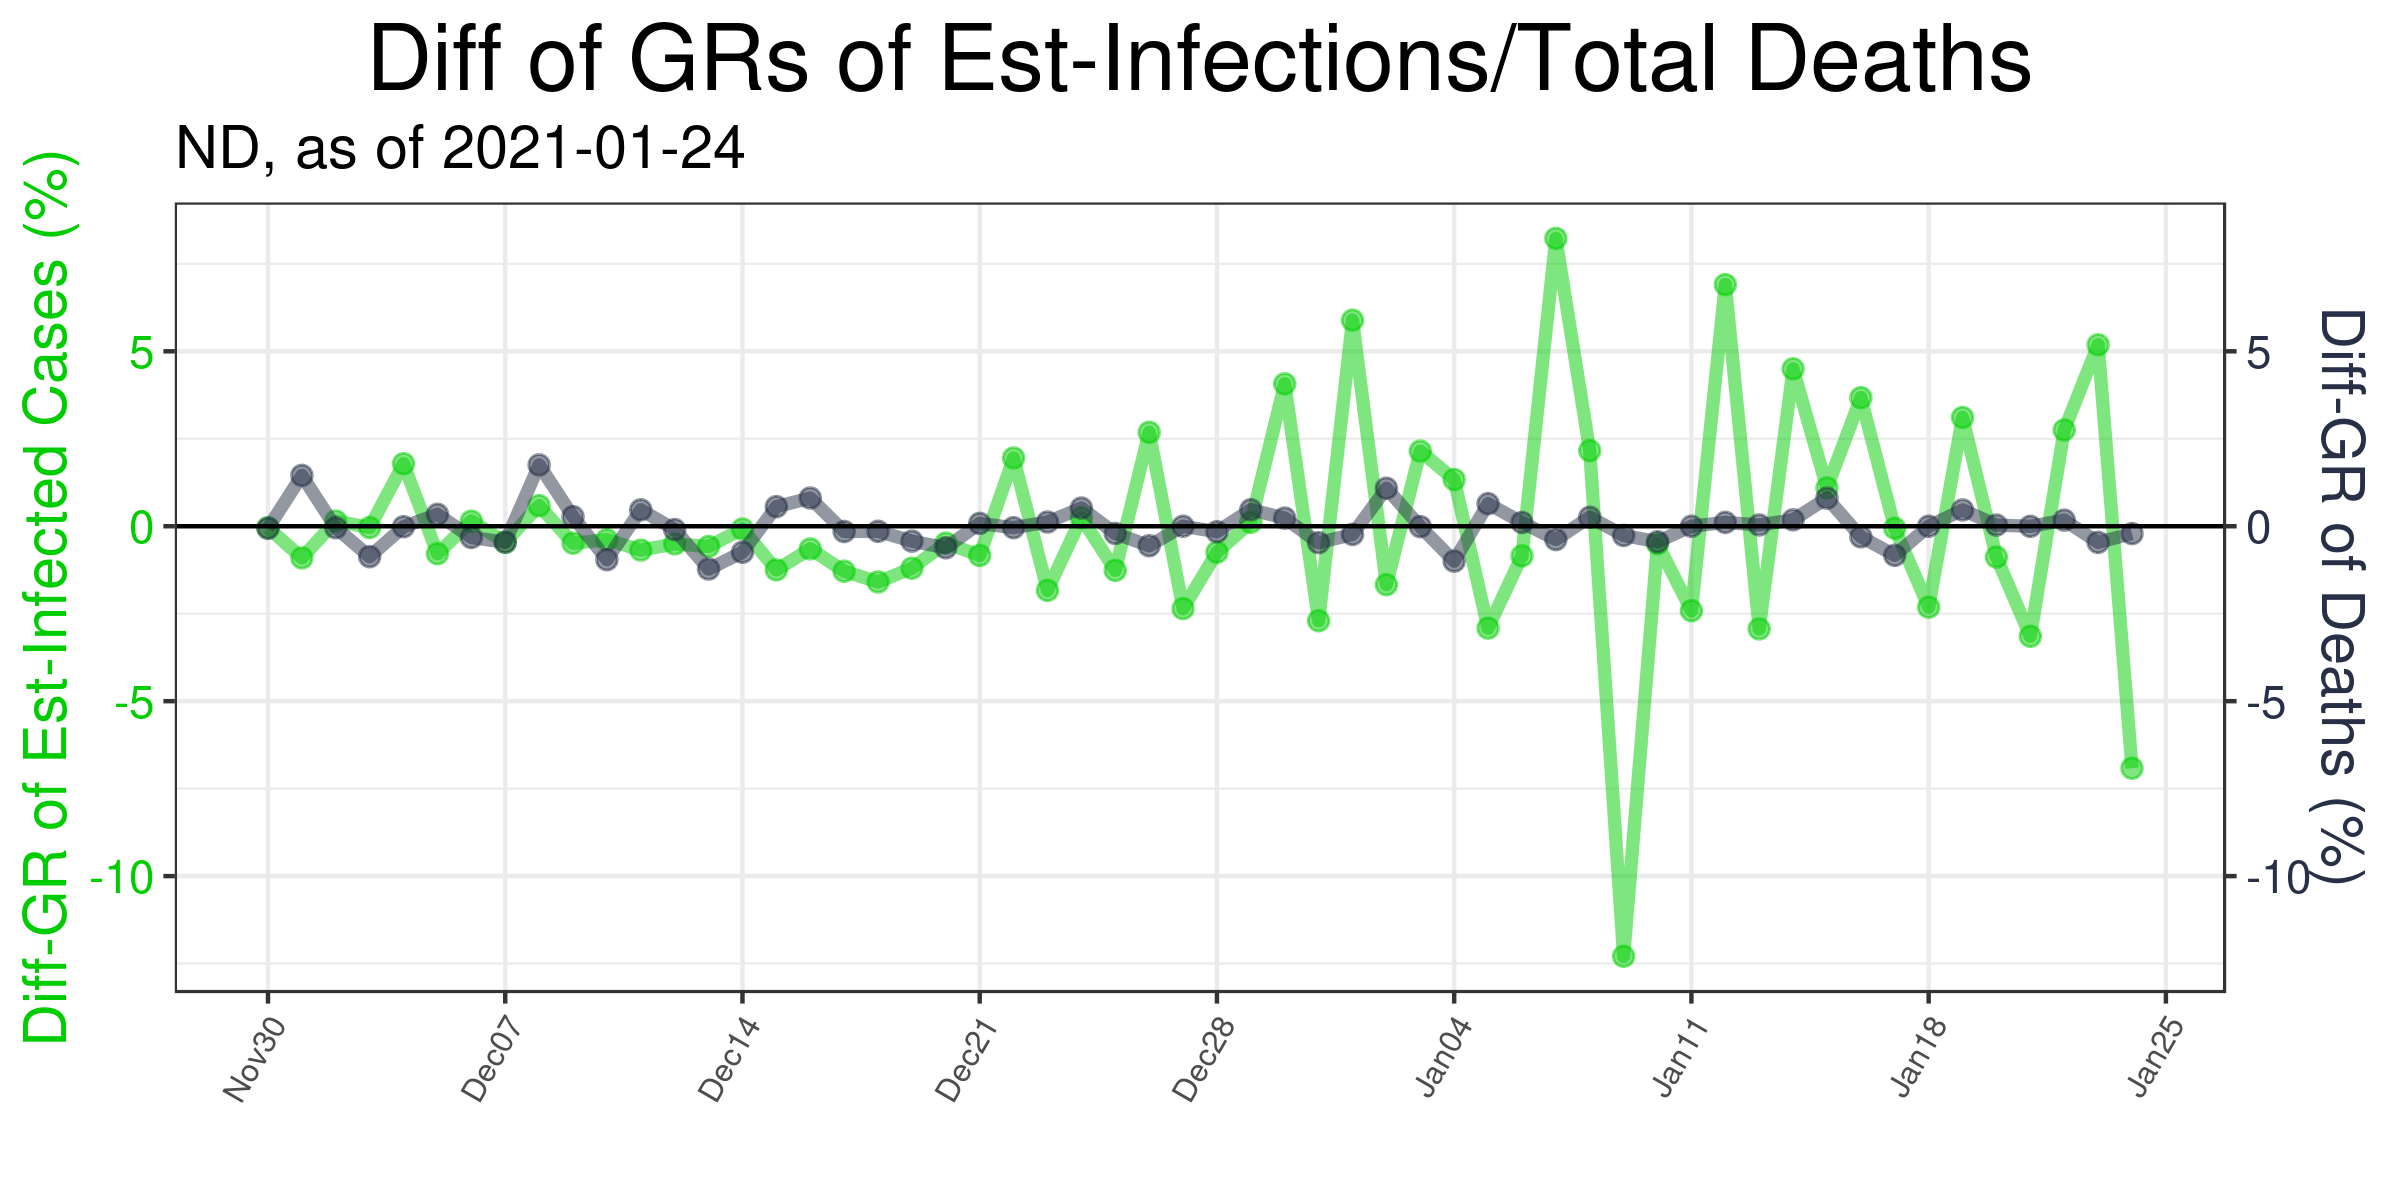 Diff of GRs of Est-Infections/Total Deaths
ND, as of 2021-01-24
Diff-GR of Est-Infected Cases (%)
5
0
-5
-10
5
0
-5
-10
Diff-GR of Deaths (%)
Nov30
Dec07
Dec14
Dec21
Dec28
Jan04
Jan11
Jan18
Jan25